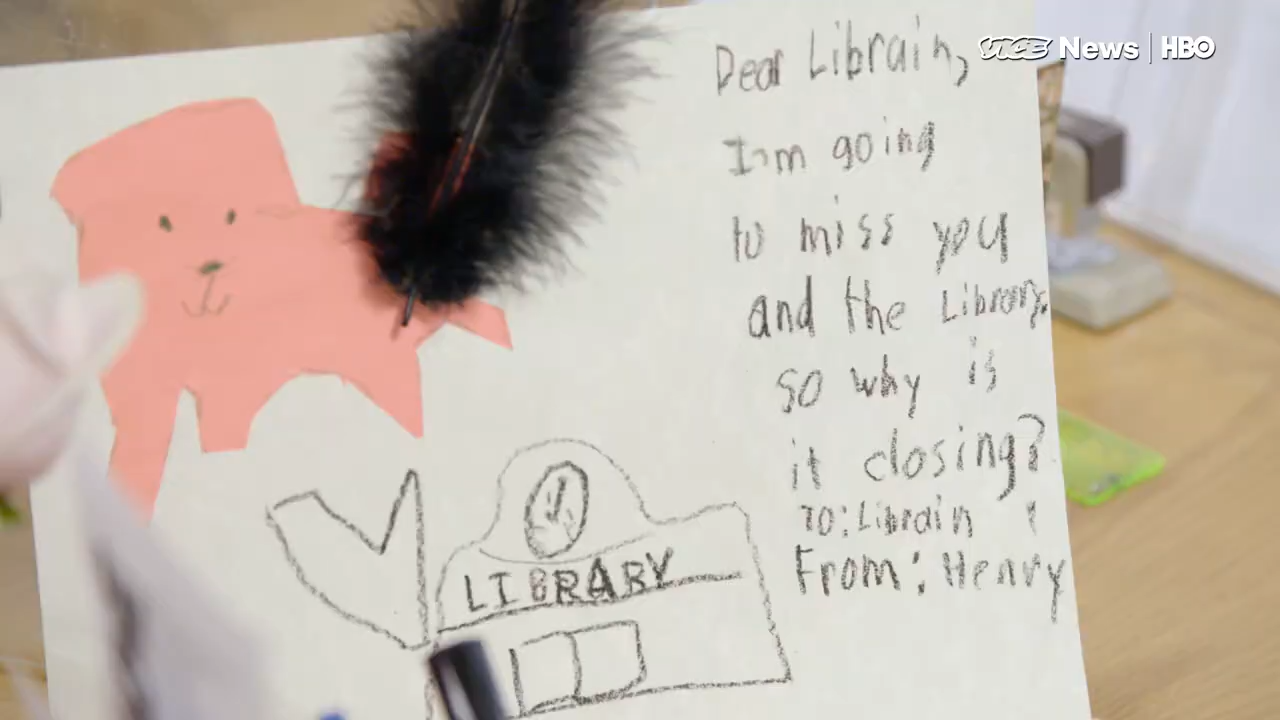 VICE News | HBO
Dear Librain,
I am going
to miss you
and the Library.
so why is
it closing?
To: Librain
From: Henry
LIBRARY